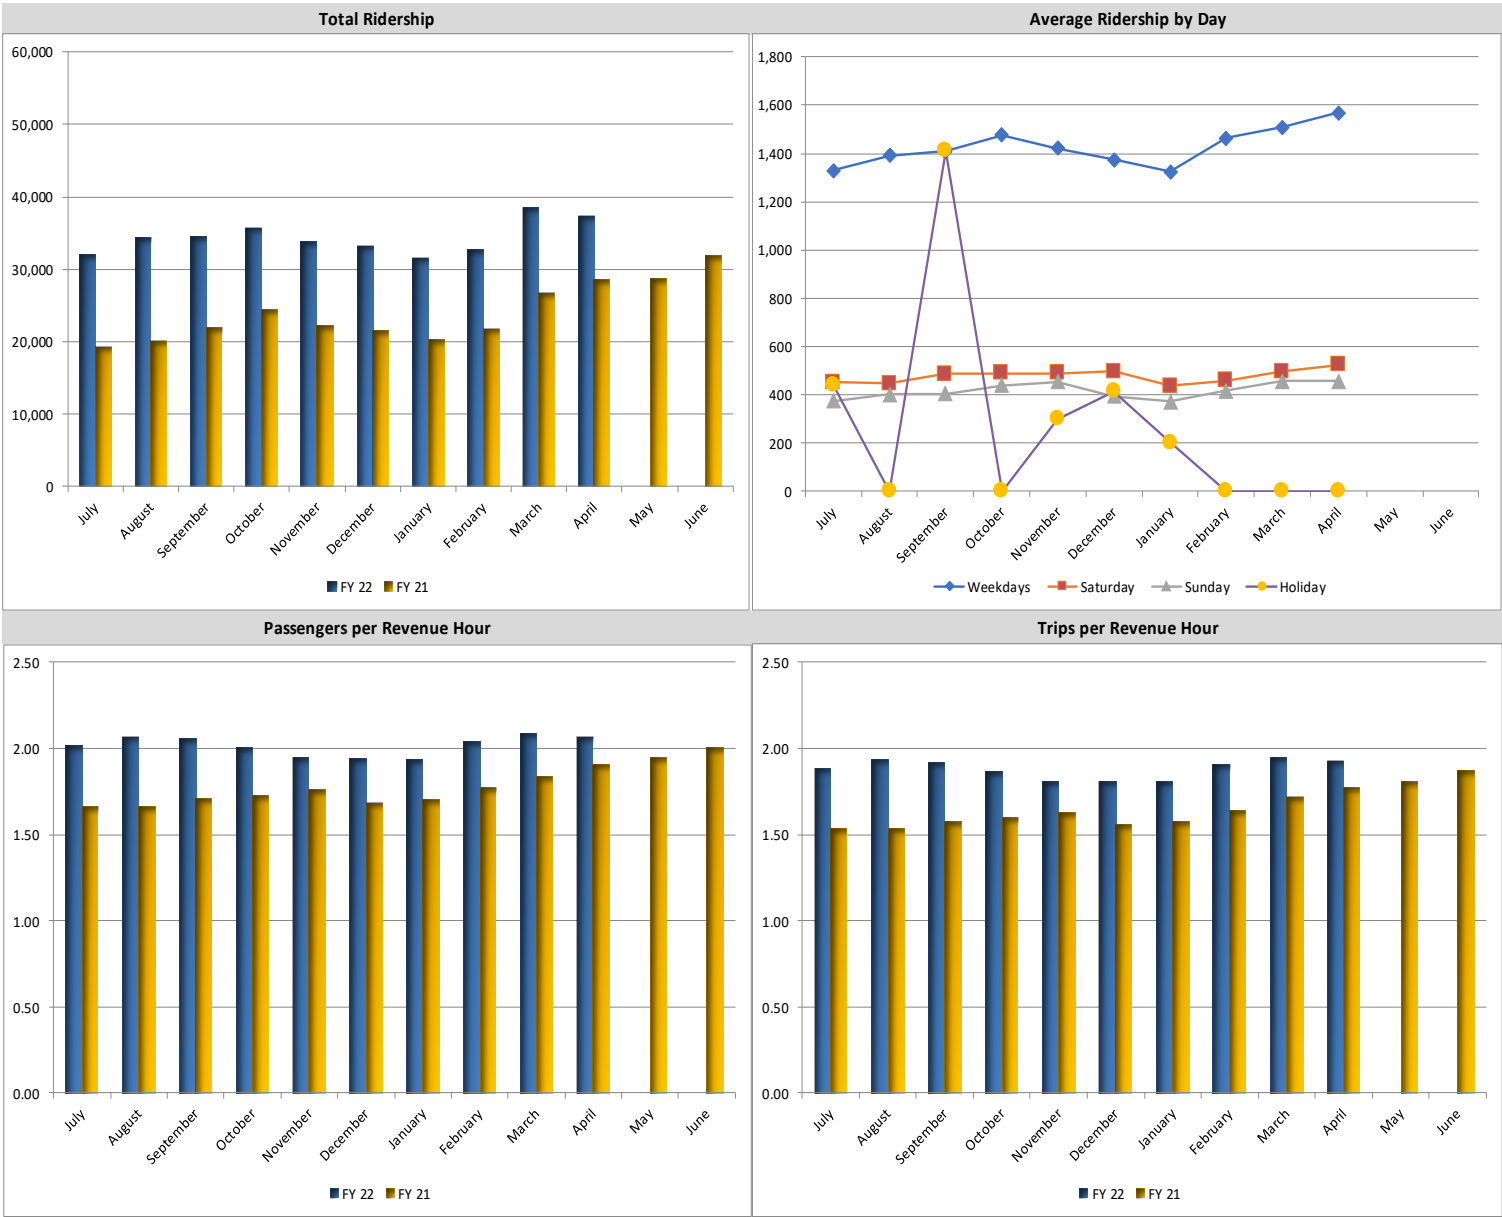 Total Ridership
60,000
50,000
40,000
30,000
20,000
10,000
0
July
August
September
October
November
December
January
February
March
April
May
June
FY 22 FY 21
Average Ridership by Day
1,800
1,600
1,400
1,200
1,000
800
600
400
200
0
July
August
September
October
November
December
January
February
March
April
May
June
Weekdays Saturday Sunday Holiday
Passengers per Revenue Hour
2.50
2.00
1.50
1.00
0.50
0.00
July
August
September
October
November
December
January
February
March
April
May
June
FY 22 FY 21
Trips per Revenue Hour
2.50
2.00
1.50
1.00
0.50
0.00
July
August
September
October
November
December
January
February
March
April
May
June
FY 22 FY 21